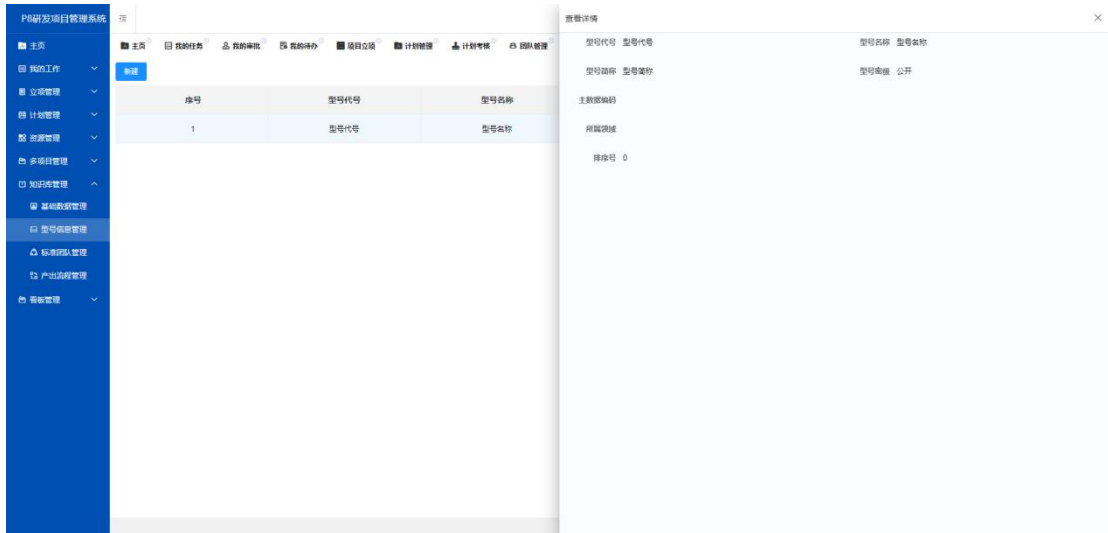 P8研发项目管理系统
主页
我的工作
立项管理
计划管理
资源管理
多项目管理
知识库管理
基础数据管理
型号信息管理
标准团队管理
产出流程管理
看板管理
主页 我的任务 我的审批 我的待办 项目立项 计划管理 计划考核 团队管理
新建
序号 型号代号 型号名称
1 型号代号 型号名称
查看详情
型号代号 型号代号 型号名称 型号名称
型号简称 型号简称 型号密级 公开
主数据编码
所属领域
排序号 0